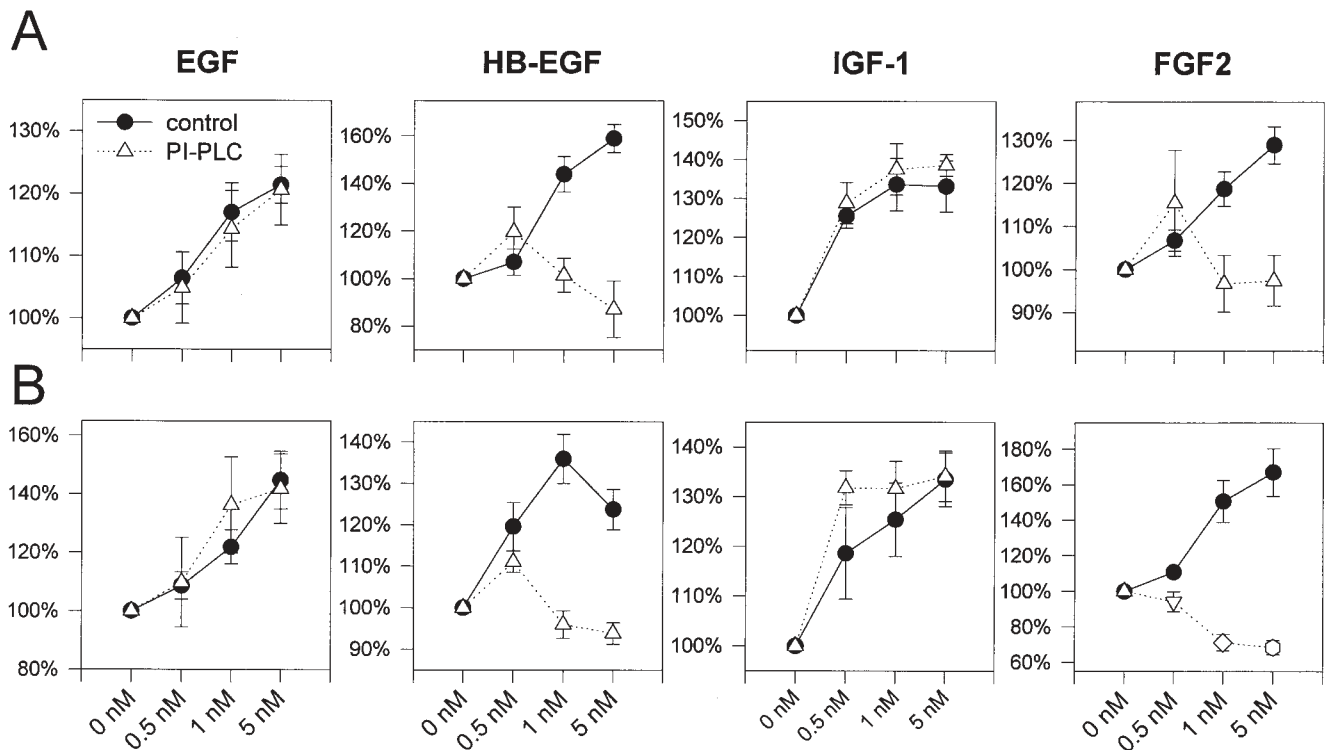 A
EGF
HB-EGF
IGF-1
FGF2
control
PI-PLC
130%
120%
110%
100%
160%
140%
120%
100%
80%
150%
140%
130%
120%
110%
100%
130%
120%
110%
100%
90%
B
160%
140%
120%
100%
80%
140%
130%
120%
110%
100%
90%
140%
130%
120%
110%
100%
180%
160%
140%
120%
100%
80%
60%
0 nM
0.5 nM
1 nM
5 nM
0 nM
0.5 nM
1 nM
5 nM
0 nM
0.5 nM
1 nM
5 nM
0 nM
0.5 nM
1 nM
5 nM